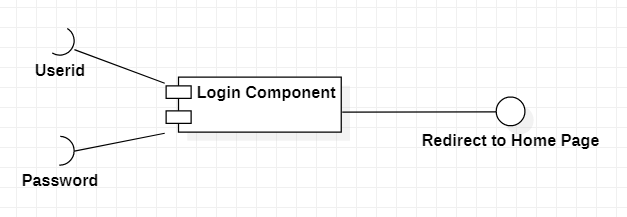 Userid
Login Component
Redirect to Home Page
Password